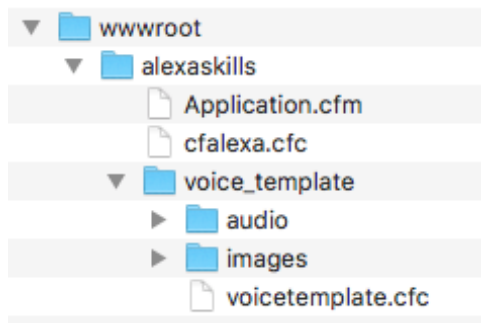 wwwroot
alexaskills
Application.cfm
cfalexa.cfc
voice_template
audio
images
voicetemplate.cfc